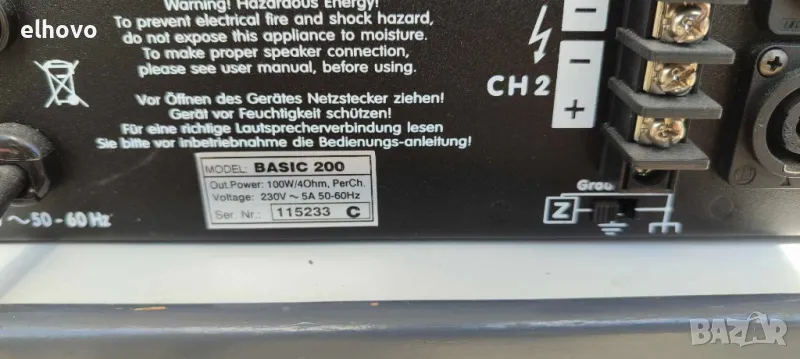 elhovo
Warning! Hazardous Energy!
To prevent electrical fire and shock hazard,
do not expose this appliance to moisture.
To make proper speaker connection,
please see user manual, before using.
Vor Öffnen des Gerätes Netzstecker ziehen!
Gerät vor Feuchtigkeit schützen!
Für eine richtige Lautsprecherverbindung lesen
Sie bitte vor inbetriebnahme die Bedienungs-anleitung!
CH2
−
−
+
MODEL: BASIC 200
Out.Power: 100W/4Ohm, PerCh.
Voltage: 230V ~ 5A 50-60Hz
Ser. Nr.: 115233 C
~50-60 Hz
Z
BAZAR.bg